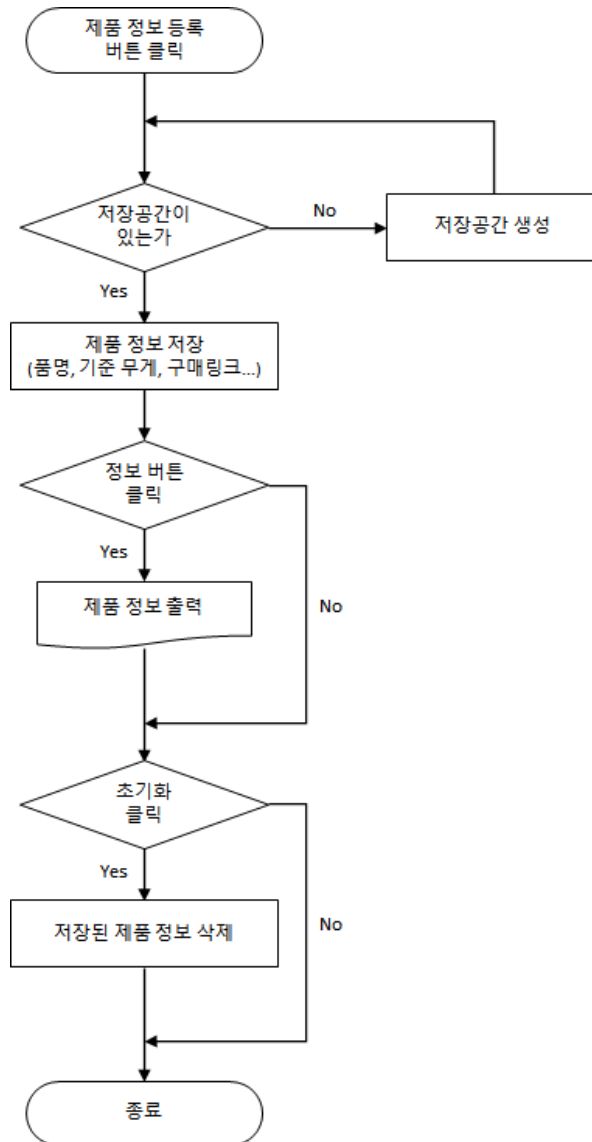 제품 정보 등록
버튼 클릭
저장공간이
있는가
No
저장공간 생성
Yes
제품 정보 저장
(품명, 기준 무게, 구매링크...)
정보 버튼
클릭
Yes
제품 정보 출력
No
초기화
클릭
Yes
저장된 제품 정보 삭제
No
종료